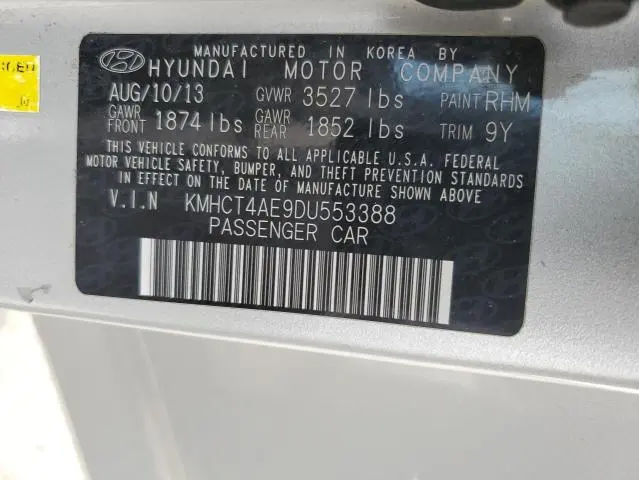 MANUFACTURED IN KOREA BY
HYUNDAI MOTOR COMPANY
AUG/10/13 GVWR 3527 lbs PAINT RHM
GAWR FRONT 1874 lbs GAWR REAR 1852 lbs TRIM 9Y
THIS VEHICLE CONFORMS TO ALL APPLICABLE U.S.A. FEDERAL
MOTOR VEHICLE SAFETY, BUMPER, AND THEFT PREVENTION STANDARDS
IN EFFECT ON THE DATE OF MANUFACTURE SHOWN ABOVE
V.I.N KMHCT4AE9DU553388
PASSENGER CAR